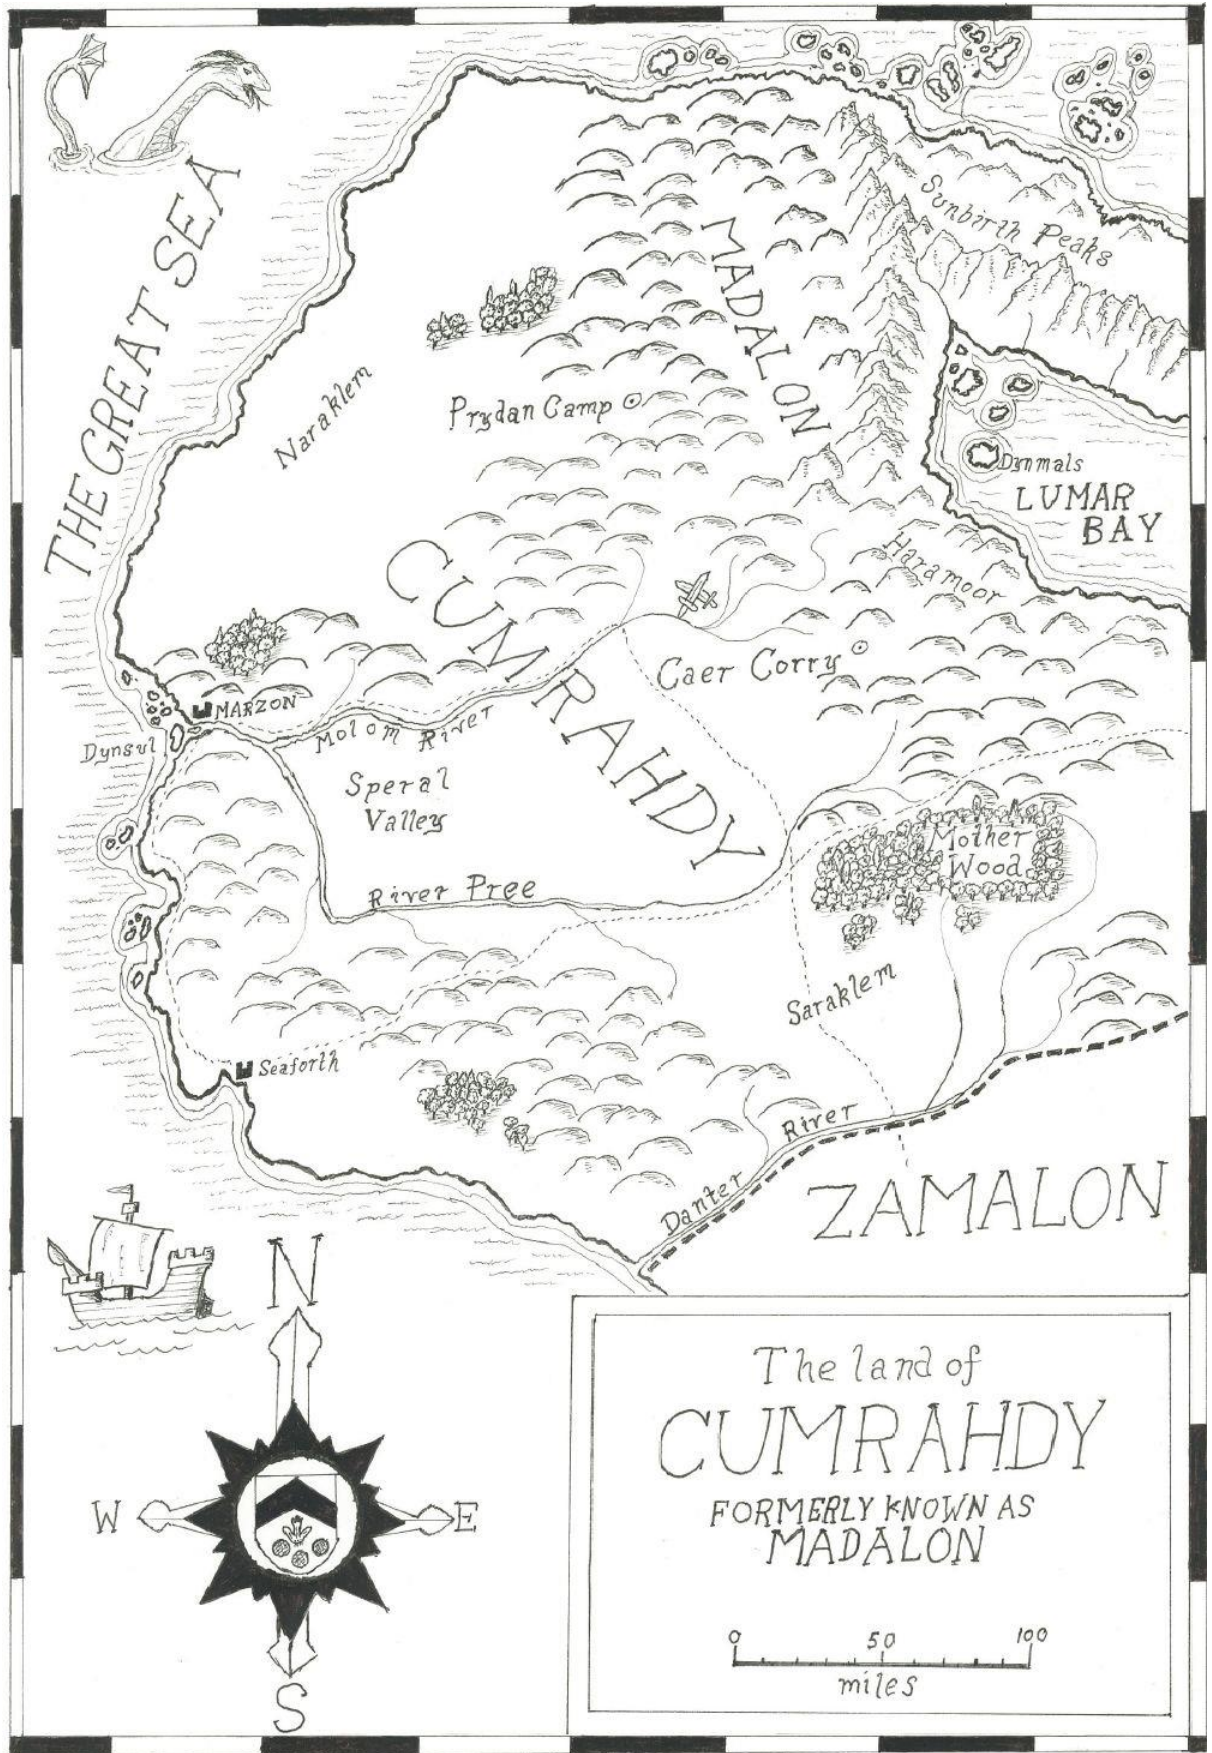 THE GREAT SEA
Sunbirth Peaks
MADALON
Naraklem
Prydan Camp
Dynmals
LUMAR
BAY
Haramoor
CUMRAHDY
Caer Corry
MARZON
Molom River
Dynsul
Speral
Valley
Mother
Wood
River Pree
Saraklem
Seaforth
Danter River
ZAMALON
N
W E
S
The land of
CUMRAHDY
FORMERLY KNOWN AS
MADALON
0 50 100
miles